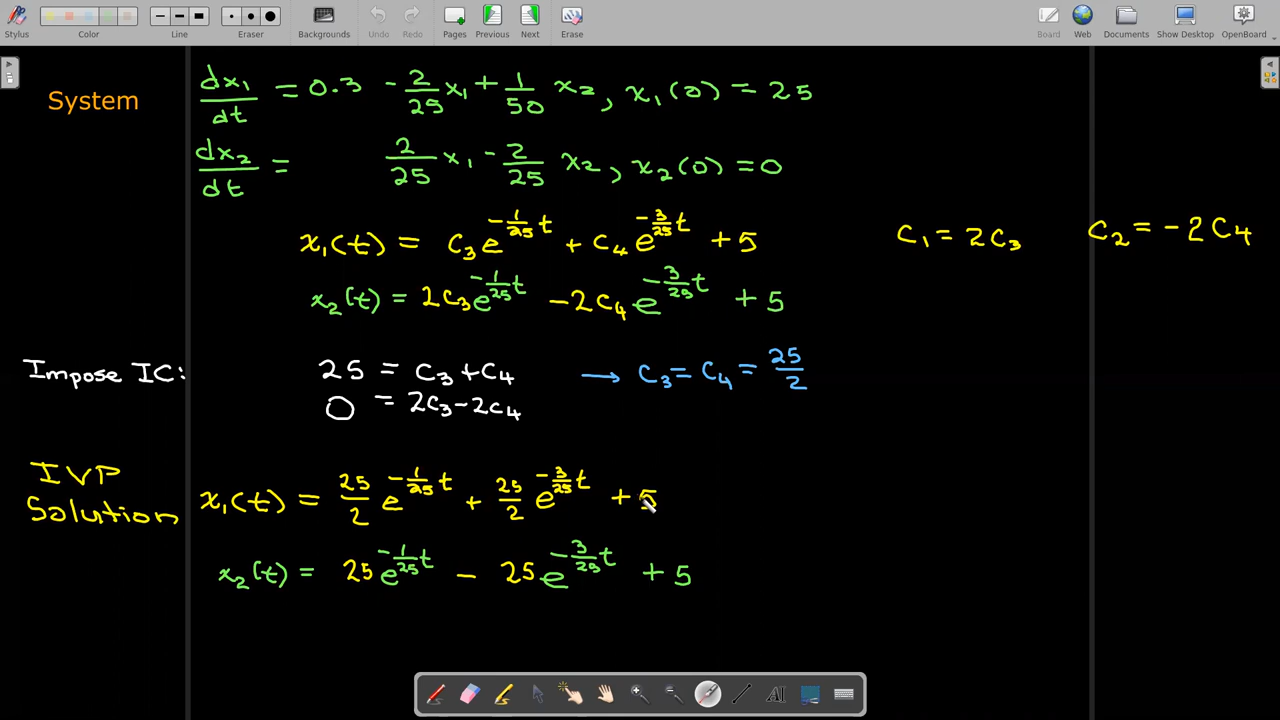 Stylus Color Line Eraser Backgrounds Undo Redo Pages Previous Next Erase Board Web Documents Show Desktop OpenBoard
System
dx₁/dt = 0.3 - 2/25 x₁ + 1/50 x₂, x₁(0) = 25
dx₂/dt = 2/25 x₁ - 2/25 x₂, x₂(0) = 0
x₁(t) = c₃e^(-1/25 t) + c₄e^(-3/25 t) + 5 c₁ = 2c₃ c₂ = -2c₄
x₂(t) = 2c₃e^(-1/25 t) - 2c₄e^(-3/25 t) + 5
Impose IC: 25 = c₃ + c₄ → c₃ = c₄ = 25/2
0 = 2c₃ - 2c₄
IVP
Solution x₁(t) = 25/2 e^(-1/25 t) + 25/2 e^(-3/25 t) + 5
x₂(t) = 25e^(-1/25 t) - 25e^(-3/25 t) + 5
AI